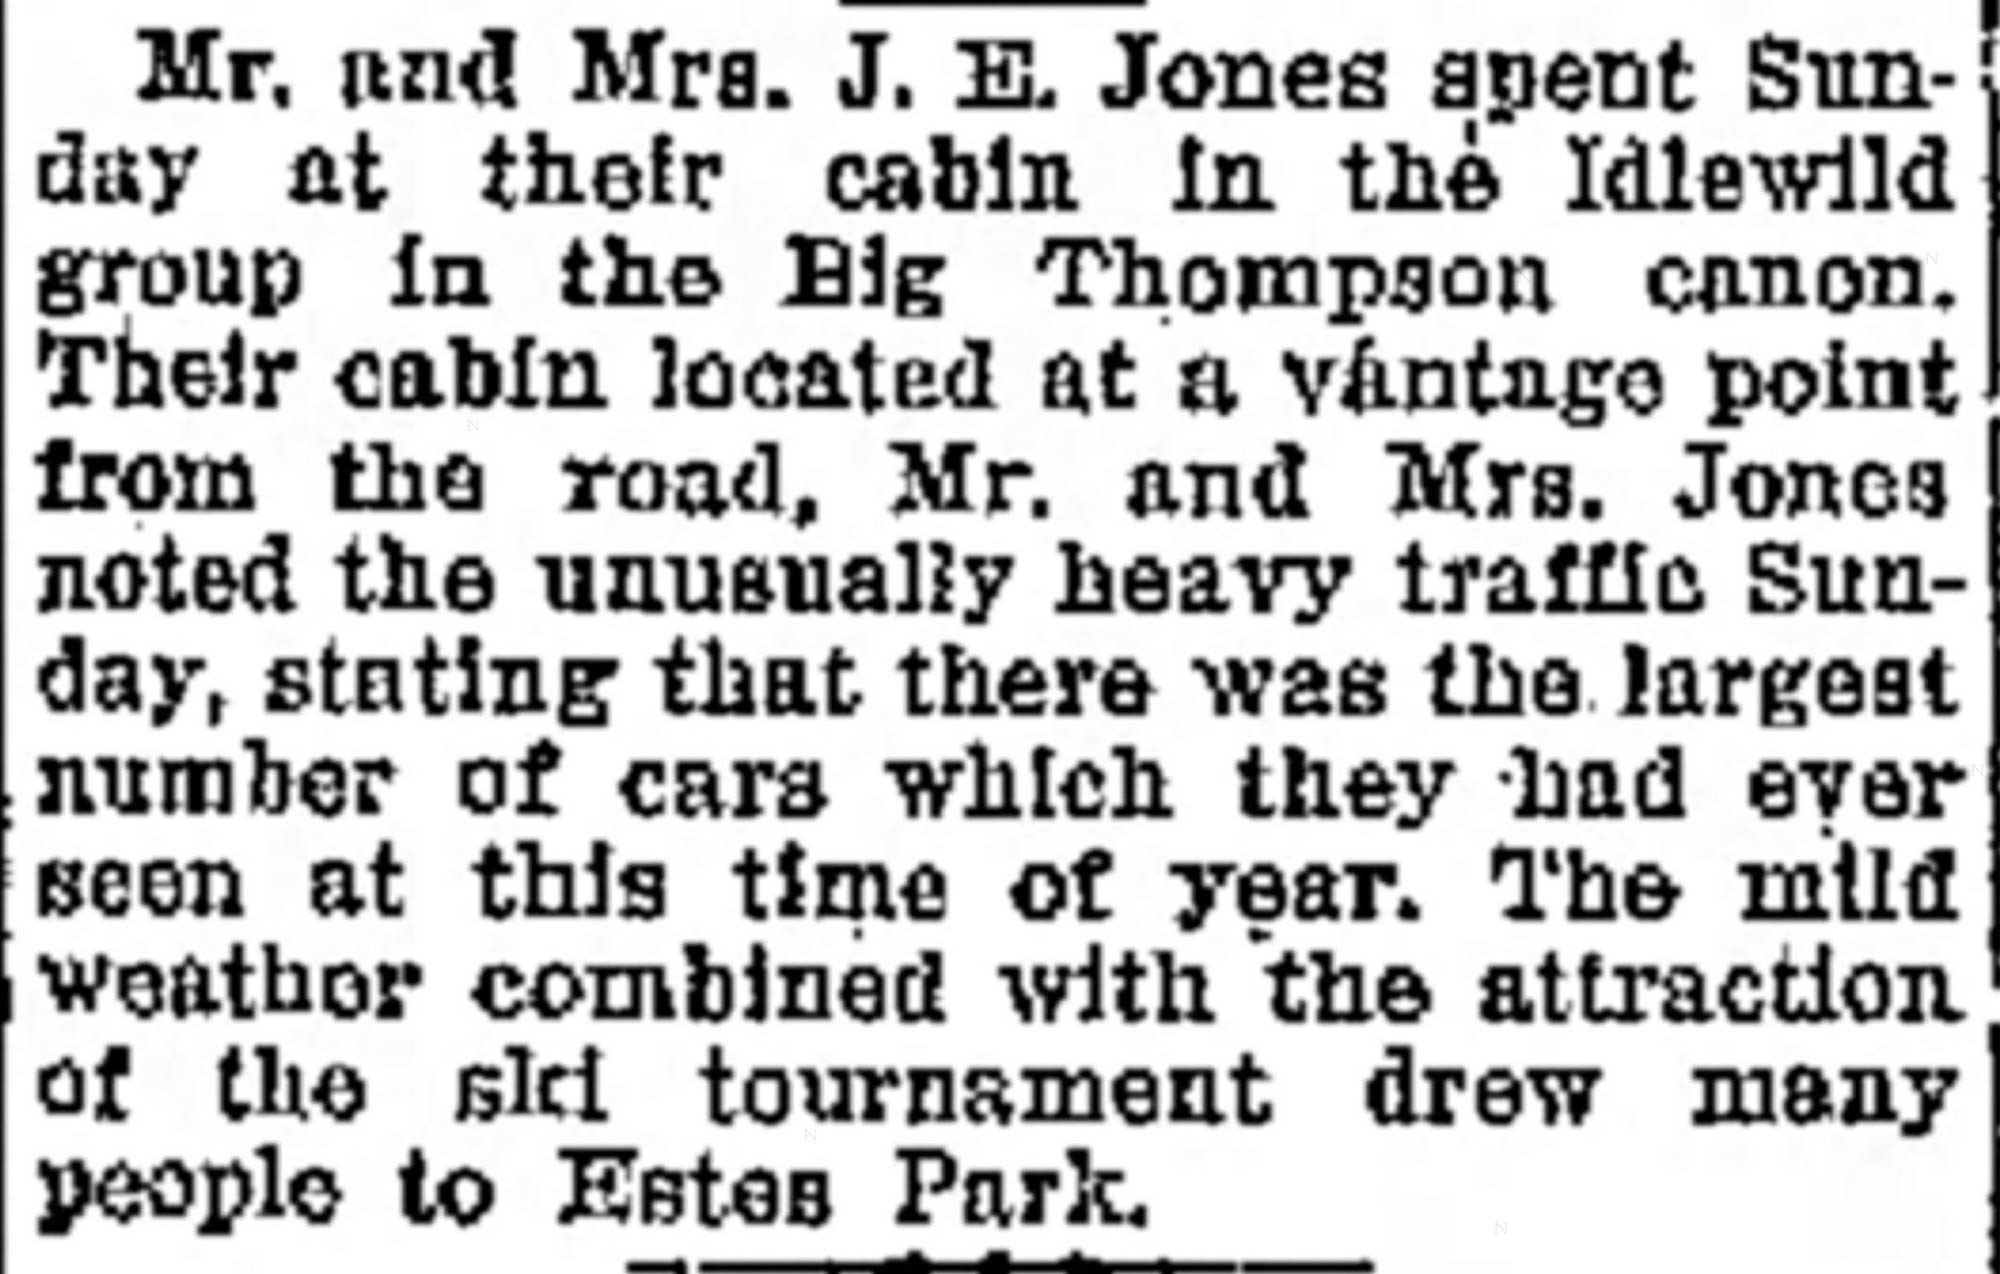 Mr. and Mrs. J. E. Jones spent Sun-
day at their cabin in the Idlewild
group in the Big Thompson canon.
Their cabin located at a vantage point
from the road, Mr. and Mrs. Jones
noted the unusually heavy traffic Sun-
day, stating that there was the largest
number of cars which they had ever
seen at this time of year. The mild
weather combined with the attraction
of the ski tournament drew many
people to Estes Park.